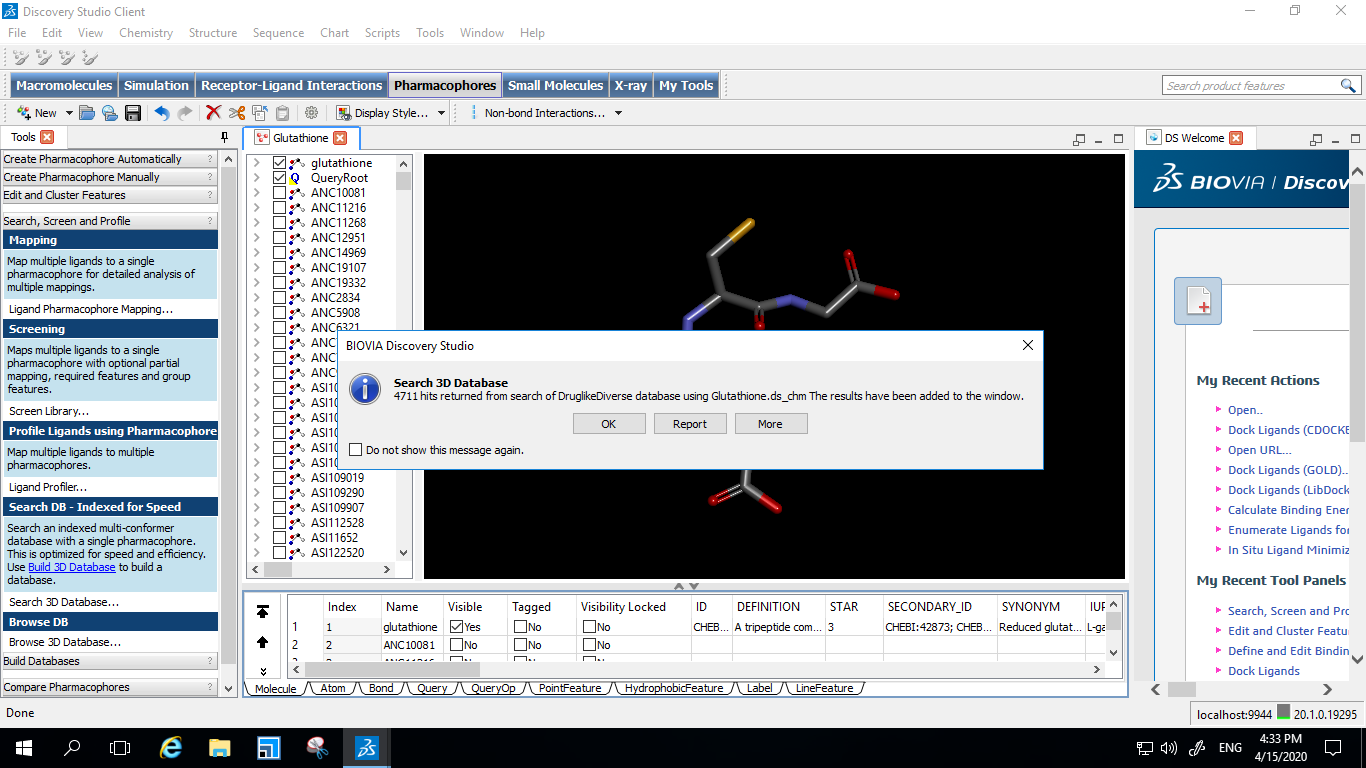 Discovery Studio Client
File Edit View Chemistry Structure Sequence Chart Scripts Tools Window Help
Macromolecules Simulation Receptor-Ligand Interactions Pharmacophores Small Molecules X-ray My Tools
Search product features
New Display Style... Non-bond Interactions...
Tools
Create Pharmacophore Automatically ?
Create Pharmacophore Manually ?
Edit and Cluster Features ?
Search, Screen and Profile ?
Mapping
Map multiple ligands to a single
pharmacophore for detailed analysis of
multiple mappings.
Ligand Pharmacophore Mapping...
Screening
Maps multiple ligands to a single
pharmacophore with optional partial
mapping, required features and group
features.
Screen Library...
Profile Ligands using Pharmacophore
Map multiple ligands to multiple
pharmacophores.
Ligand Profiler...
Search DB - Indexed for Speed
Search an indexed multi-conformer
database with a single pharmacophore.
This is optimized for speed and efficiency.
Use Build 3D Database to build a
database.
Search 3D Database...
Browse DB
Browse 3D Database...
Build Databases ?
Compare Pharmacophores ?
Glutathione
glutathione
Q QueryRoot
ANC10081
ANC11216
ANC11268
ANC12951
ANC14969
ANC19107
ANC19332
ANC2834
ANC5908
ANC6321
ASI109019
ASI109290
ASI109907
ASI112528
ASI11652
ASI122520
BIOVIA Discovery Studio
Search 3D Database
4711 hits returned from search of DruglikeDiverse database using Glutathione.ds_chm The results have been added to the window.
OK Report More
Do not show this message again.
Index Name Visible Tagged Visibility Locked ID DEFINITION STAR SECONDARY_ID SYNONYM IUP
1 1 glutathione Yes No No CHEB... A tripeptide com... 3 CHEBI:42873; CHEB... Reduced glutat... L-ga
2 2 ANC10081 No No No
Molecule Atom Bond Query QueryOp PointFeature HydrophobicFeature Label LineFeature
DS Welcome
BIOVIA | Discov
My Recent Actions
Open..
Dock Ligands (CDOCKE
Open URL...
Dock Ligands (GOLD)..
Dock Ligands (LibDock
Calculate Binding Ener
Enumerate Ligands for
In Situ Ligand Minimiz
My Recent Tool Panels
Search, Screen and Pro
Edit and Cluster Featu
Define and Edit Bindin
Dock Ligands
Done
localhost:9944 20.1.0.19295
ENG
4:33 PM
4/15/2020